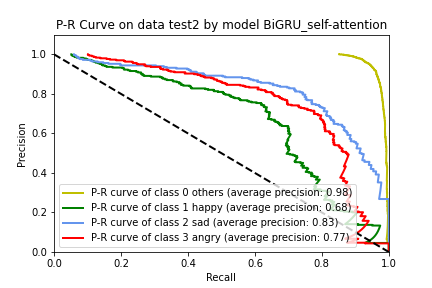 P-R Curve on data test2 by model BiGRU_self-attention
1.0
0.8
0.6
0.4
0.2
0.0
Precision
P-R curve of class 0 others (average precision: 0.98)
P-R curve of class 1 happy (average precision: 0.68)
P-R curve of class 2 sad (average precision: 0.83)
P-R curve of class 3 angry (average precision: 0.77)
0.0 0.2 0.4 0.6 0.8 1.0
Recall